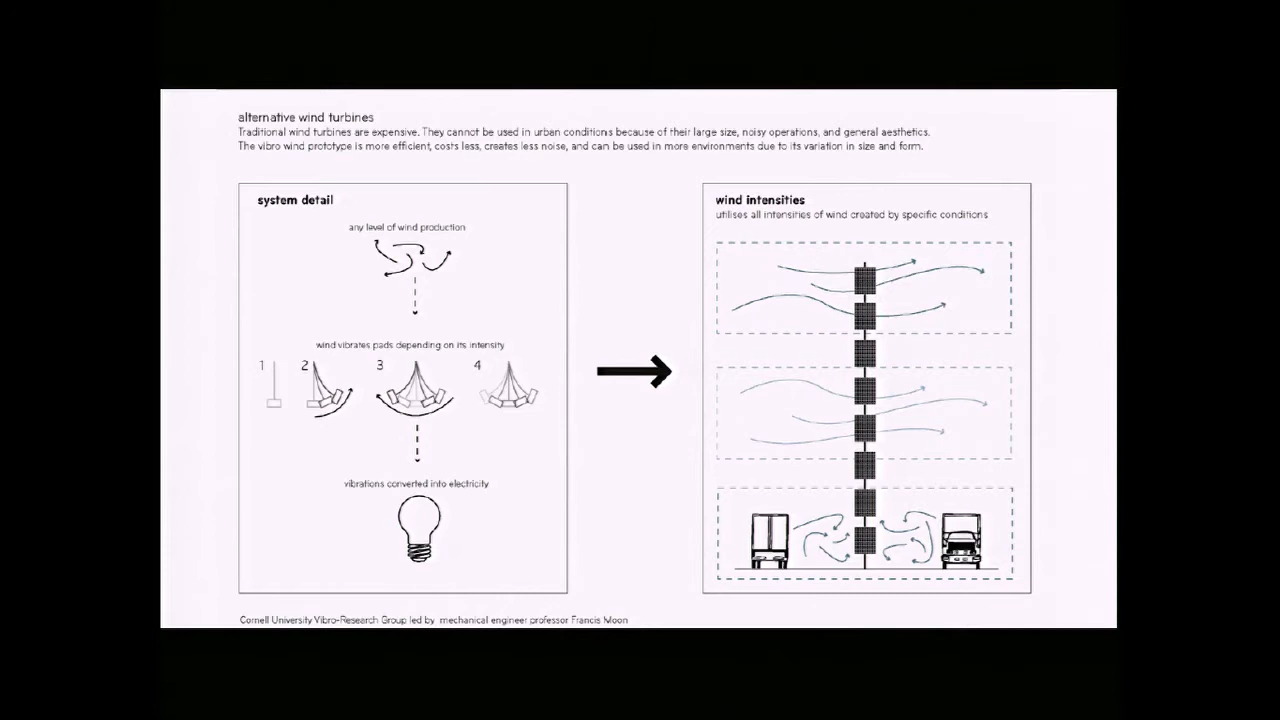 alternative wind turbines
Traditional wind turbines are expensive. They cannot be used in urban conditions because of their large size, noisy operations, and general aesthetics.
The vibro wind prototype is more efficient, costs less, creates less noise, and can be used in more environments due to its variation in size and form.
system detail
any level of wind production
wind vibrates pads depending on its intensity
1 2 3 4
vibrations converted into electricity
wind intensities
utilises all intensities of wind created by specific conditions
Cornell University Vibro-Research Group led by mechanical engineer professor Francis Moon